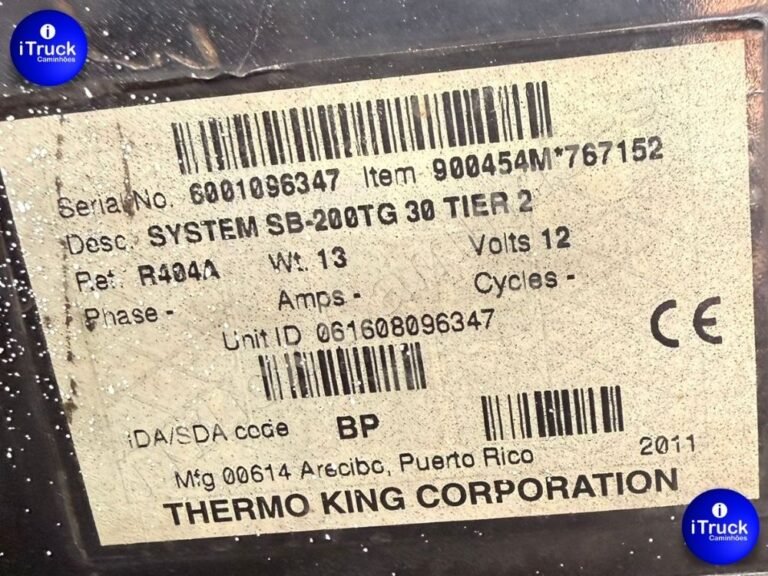 iTruck
Caminhões
Serial No. 6001096347 Item 900454M*767152
Desc. SYSTEM SB-200TG 30 TIER 2
Ref. R404A Wt. 13 Volts 12
Phase - Amps - Cycles -
Unit ID 061608096347
CE
IDA/SDA code BP
2011
Mfg 00614 Arecibo, Puerto Rico
THERMO KING CORPORATION
iTruck
Caminhões